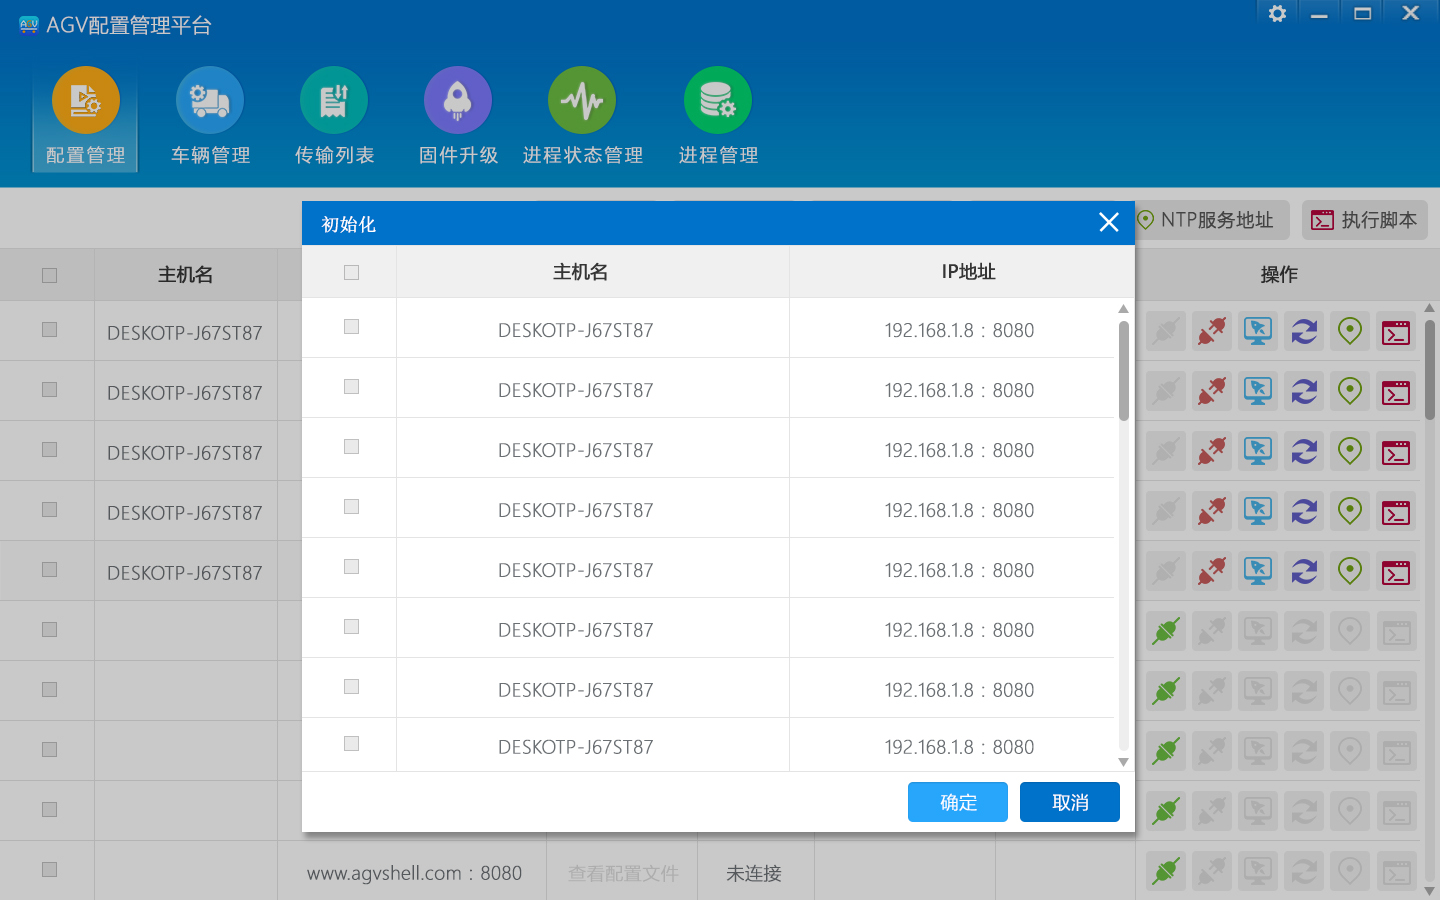 AGV配置管理平台
配置管理 车辆管理 传输列表 固件升级 进程状态管理 进程管理
NTP服务地址 执行脚本
初始化
主机名 操作
主机名 IP地址
DESKOTP-J67ST87 DESKOTP-J67ST87 192.168.1.8 : 8080
DESKOTP-J67ST87 DESKOTP-J67ST87 192.168.1.8 : 8080
DESKOTP-J67ST87 DESKOTP-J67ST87 192.168.1.8 : 8080
DESKOTP-J67ST87 DESKOTP-J67ST87 192.168.1.8 : 8080
DESKOTP-J67ST87 DESKOTP-J67ST87 192.168.1.8 : 8080
DESKOTP-J67ST87 192.168.1.8 : 8080
DESKOTP-J67ST87 192.168.1.8 : 8080
DESKOTP-J67ST87 192.168.1.8 : 8080
确定 取消
www.agvshell.com : 8080 查看配置文件 未连接